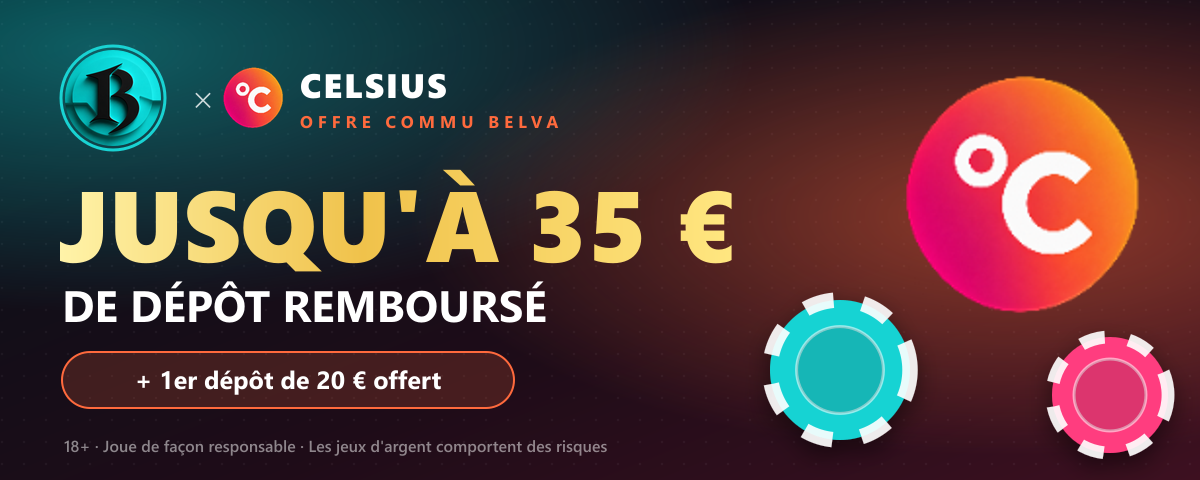 B × °C CELSIUS
OFFRE COMMU BELVA
°C
JUSQU'À 35 €
DE DÉPÔT REMBOURSÉ
+ 1er dépôt de 20 € offert
18+ · Joue de façon responsable · Les jeux d'argent comportent des risques